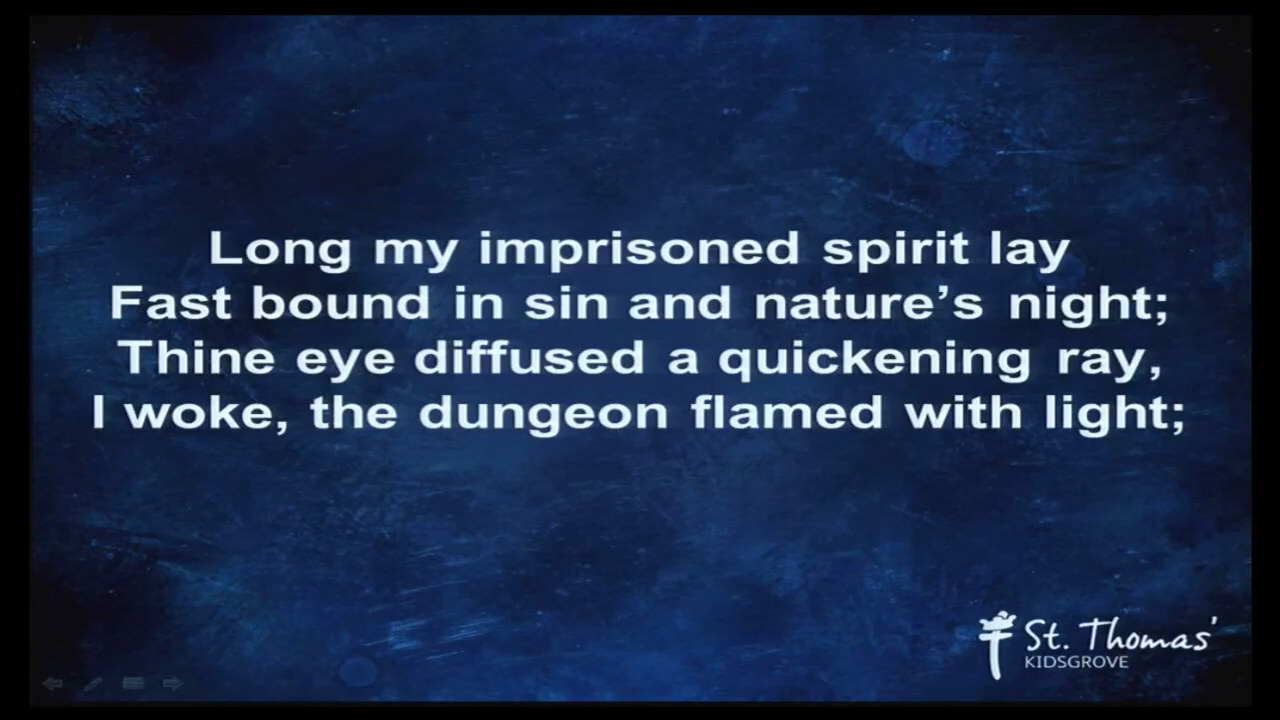 Long my imprisoned spirit lay
Fast bound in sin and nature’s night;
Thine eye diffused a quickening ray,
I woke, the dungeon flamed with light;
St. Thomas'
KIDSGROVE